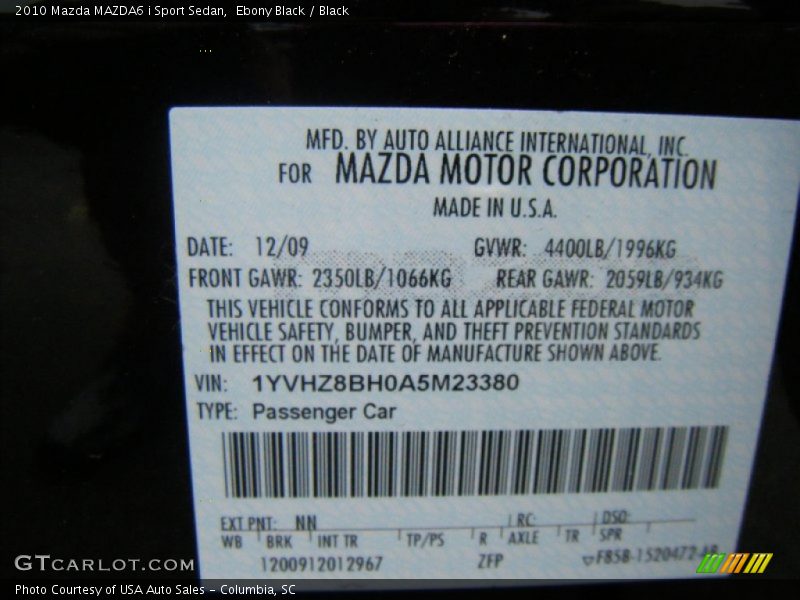 2010 Mazda MAZDA6 i Sport Sedan,  Ebony Black / Black
MFD. BY AUTO ALLIANCE INTERNATIONAL, INC.
FOR MAZDA MOTOR CORPORATION
MADE IN U.S.A.
DATE: 12/09 GVWR: 4400LB/1996KG
FRONT GAWR: 2350LB/1066KG REAR GAWR: 2059LB/934KG
THIS VEHICLE CONFORMS TO ALL APPLICABLE FEDERAL MOTOR
VEHICLE SAFETY, BUMPER, AND THEFT PREVENTION STANDARDS
IN EFFECT ON THE DATE OF MANUFACTURE SHOWN ABOVE.
VIN: 1YVHZ8BH0A5M23380
TYPE: Passenger Car
EXT PNT: NN RC: DSO:
WB BRK INT TR TP/PS R AXLE TR SPR
1200912012967 ZFP F85B-1520472-AB
GTCARLOT.COM
Photo Courtesy of USA Auto Sales - Columbia, SC